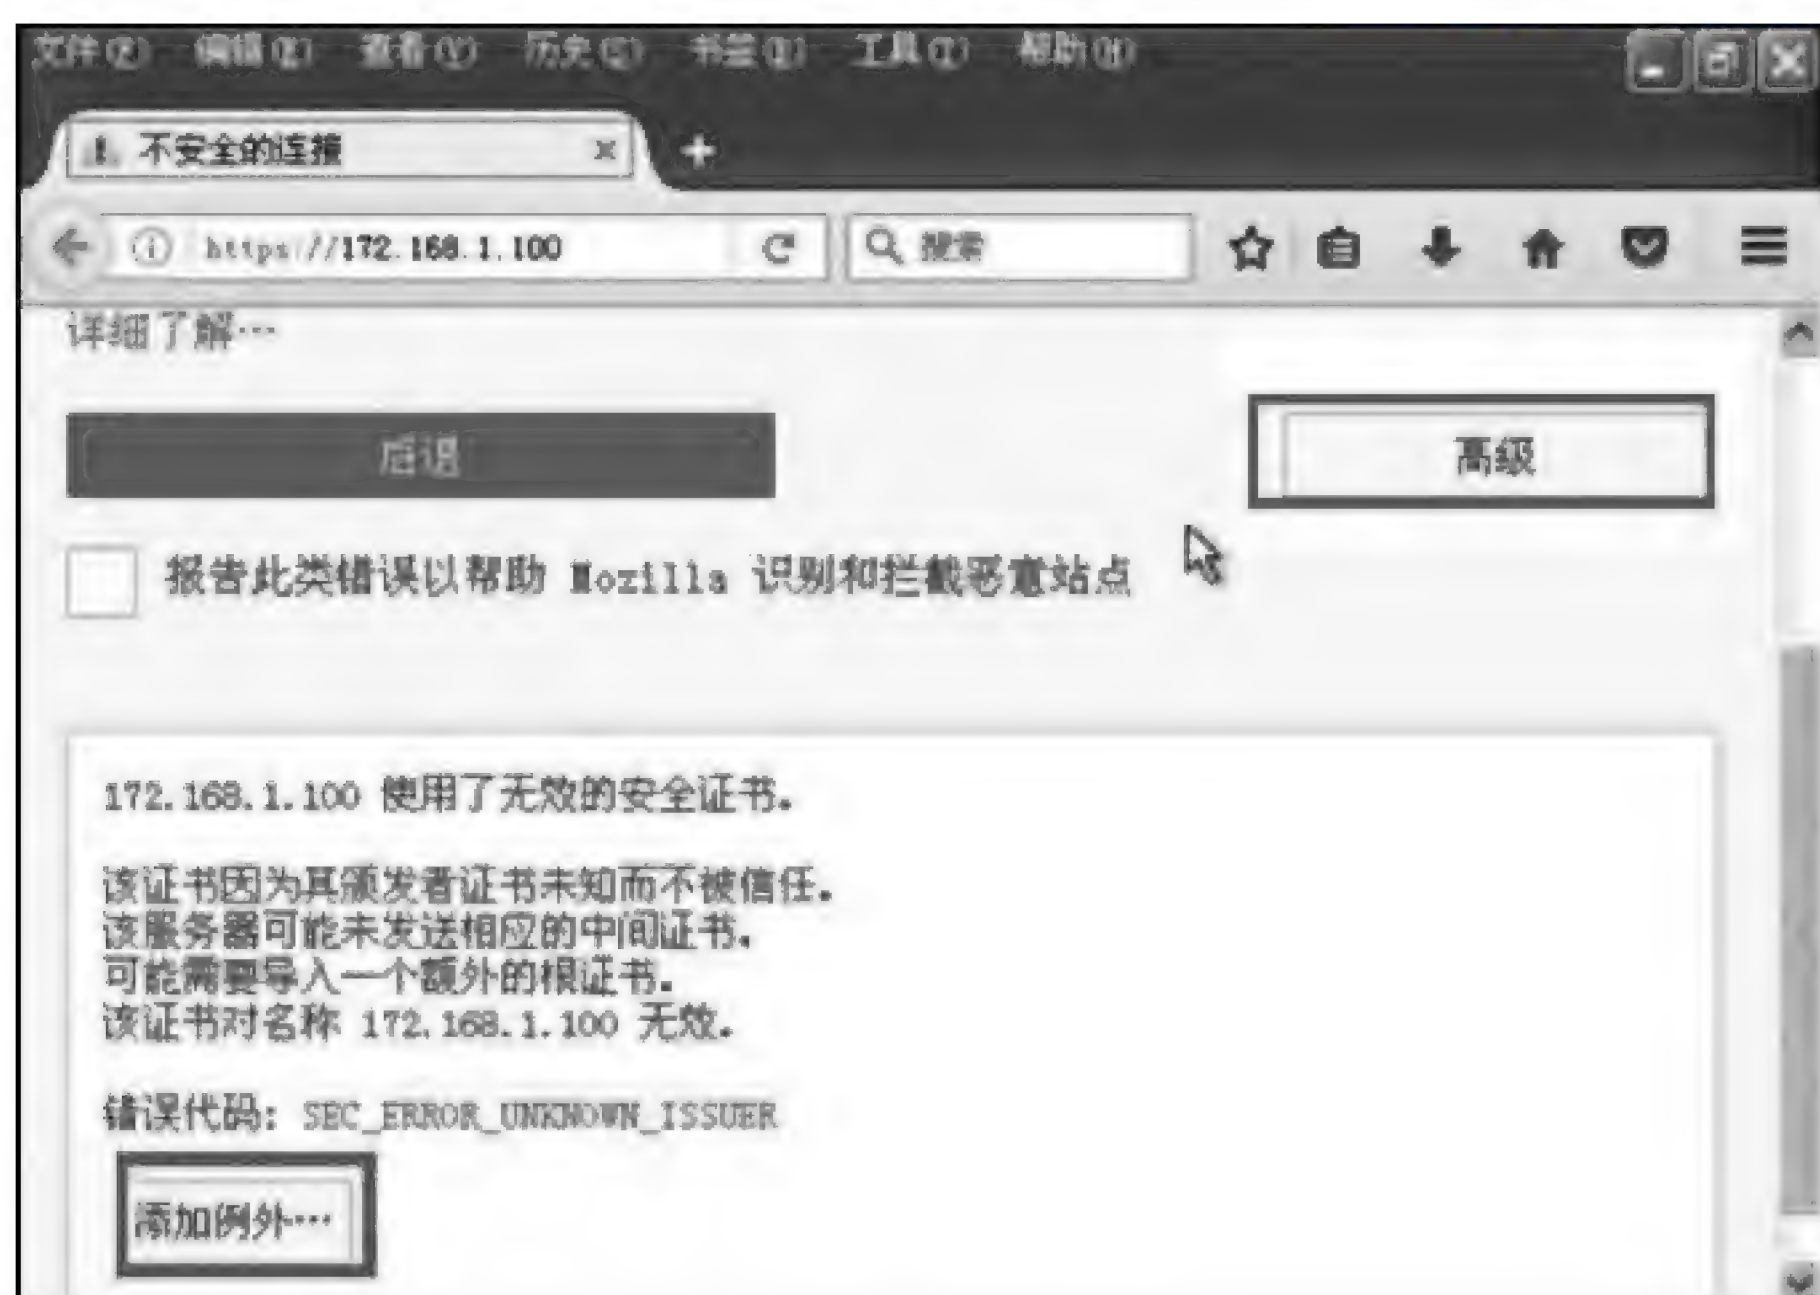 文件(F) 编辑(E) 查看(V) 历史(S) 书签(B) 工具(T) 帮助(H)
不安全的连接
https://172.168.1.100
搜索
详细了解…
后退
高级
报告此类错误以帮助 Mozilla 识别和拦截恶意站点
172.168.1.100 使用了无效的安全证书。
该证书因为其颁发者证书未知而不被信任。
该服务器可能未发送相应的中间证书。
可能需要导入一个额外的根证书。
该证书对名称 172.168.1.100 无效。
错误代码: SEC_ERROR_UNKNOWN_ISSUER
添加例外…